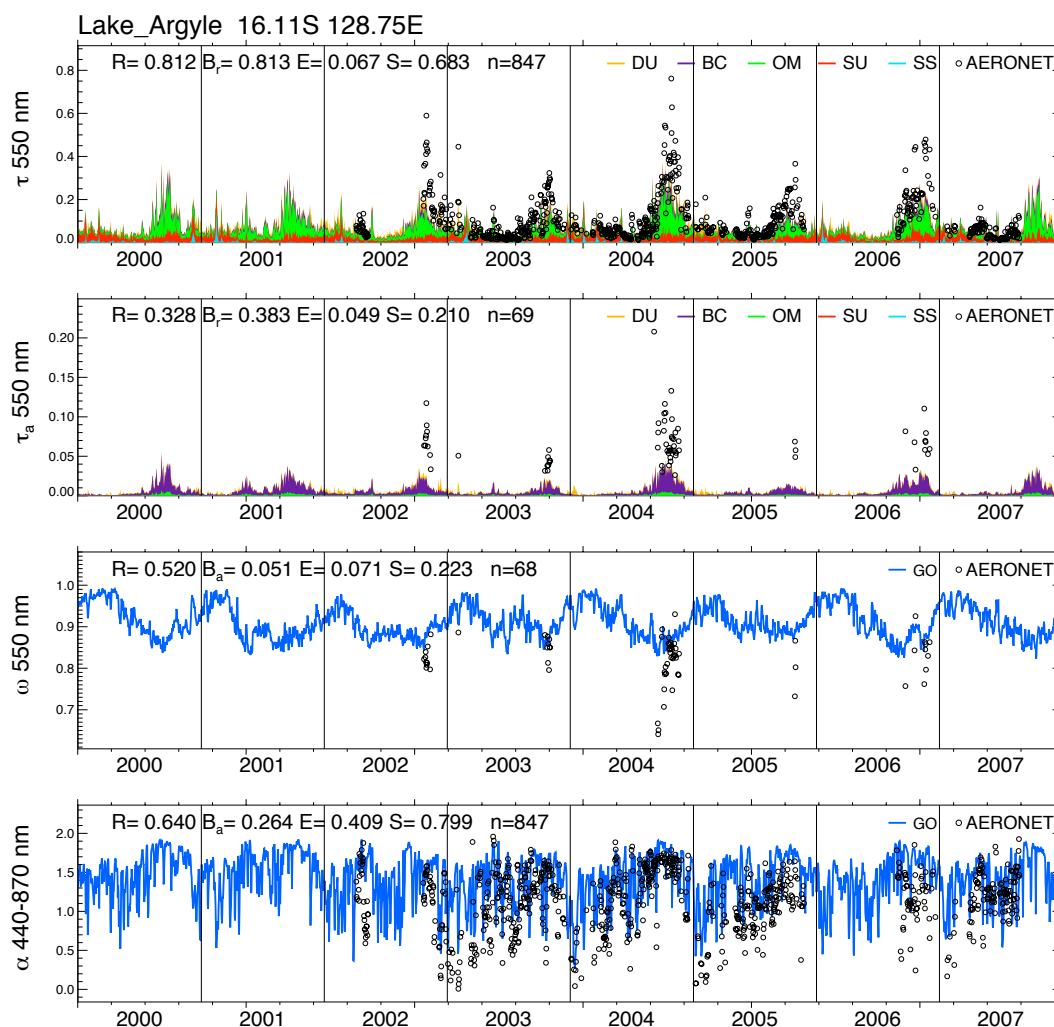 Lake_Argyle 16.11S 128.75E
R= 0.812 Br= 0.813 E= 0.067 S= 0.683 n=847 DU BC OM SU SS AERONET
τ 550 nm
0.8
0.6
0.4
0.2
0.0
2000 2001 2002 2003 2004 2005 2006 2007
R= 0.328 Br= 0.383 E= 0.049 S= 0.210 n=69 DU BC OM SU SS AERONET
τa 550 nm
0.20
0.15
0.10
0.05
0.00
2000 2001 2002 2003 2004 2005 2006 2007
R= 0.520 Ba= 0.051 E= 0.071 S= 0.223 n=68 GO AERONET
ω 550 nm
1.0
0.9
0.8
0.7
2000 2001 2002 2003 2004 2005 2006 2007
R= 0.640 Ba= 0.264 E= 0.409 S= 0.799 n=847 GO AERONET
α 440-870 nm
2.0
1.5
1.0
0.5
0.0
2000 2001 2002 2003 2004 2005 2006 2007